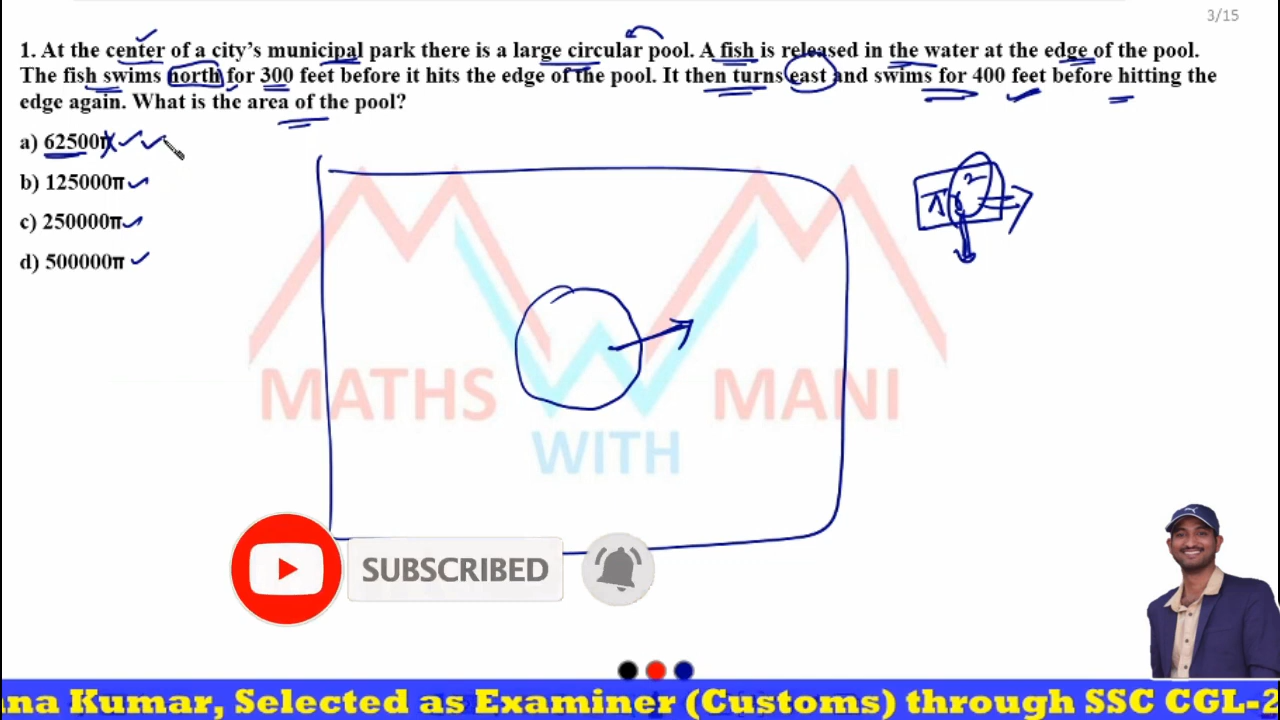 3/15
1. At the center of a city's municipal park there is a large circular pool. A fish is released in the water at the edge of the pool.
The fish swims north for 300 feet before it hits the edge of the pool. It then turns east and swims for 400 feet before hitting the
edge again. What is the area of the pool?
a) 62500π
b) 125000π
c) 250000π
d) 500000π
πr²
MATHS MANI
WITH
SUBSCRIBED
na Kumar, Selected as Examiner (Customs) through SSC CGL-2